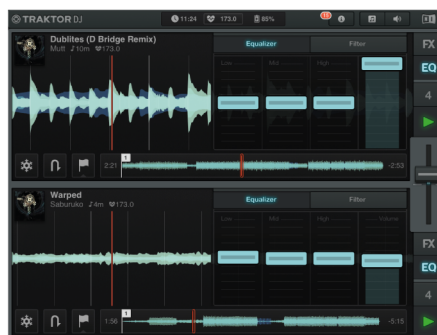 TRAKTOR DJ 11:24 173.0 85% 15
Dublites (D Bridge Remix)
Mutt 10m 173.0
Equalizer Filter
Low Mid High
FX
EQ
4
2:21 1 -2:53
Warped
Saburuko 4m 173.0
Equalizer Filter
Low Mid High Volume
FX
EQ
4
1:56 1 -5:15